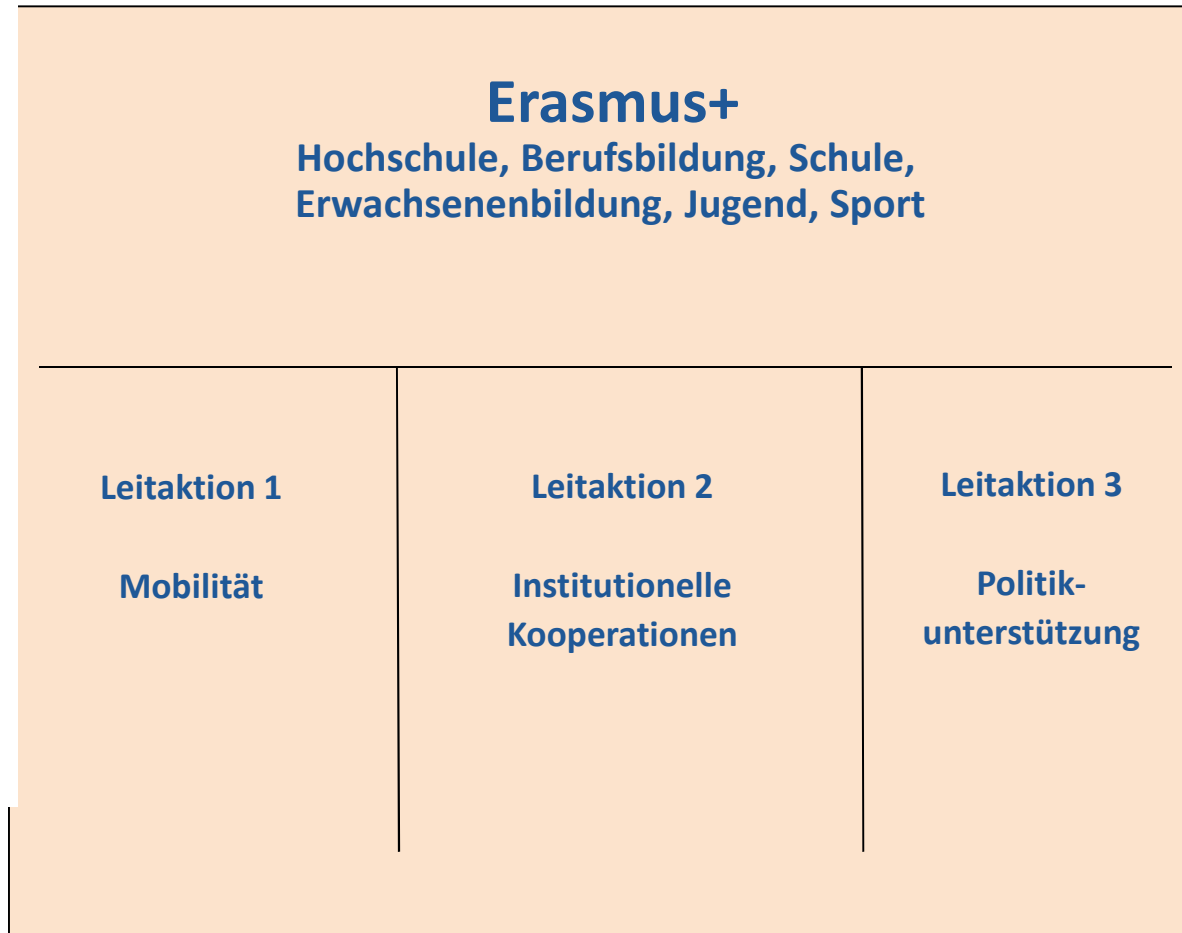 Erasmus+
Hochschule, Berufsbildung, Schule,
Erwachsenenbildung, Jugend, Sport
Leitaktion 1
Mobilität
Leitaktion 2
Institutionelle
Kooperationen
Leitaktion 3
Politik-
unterstützung